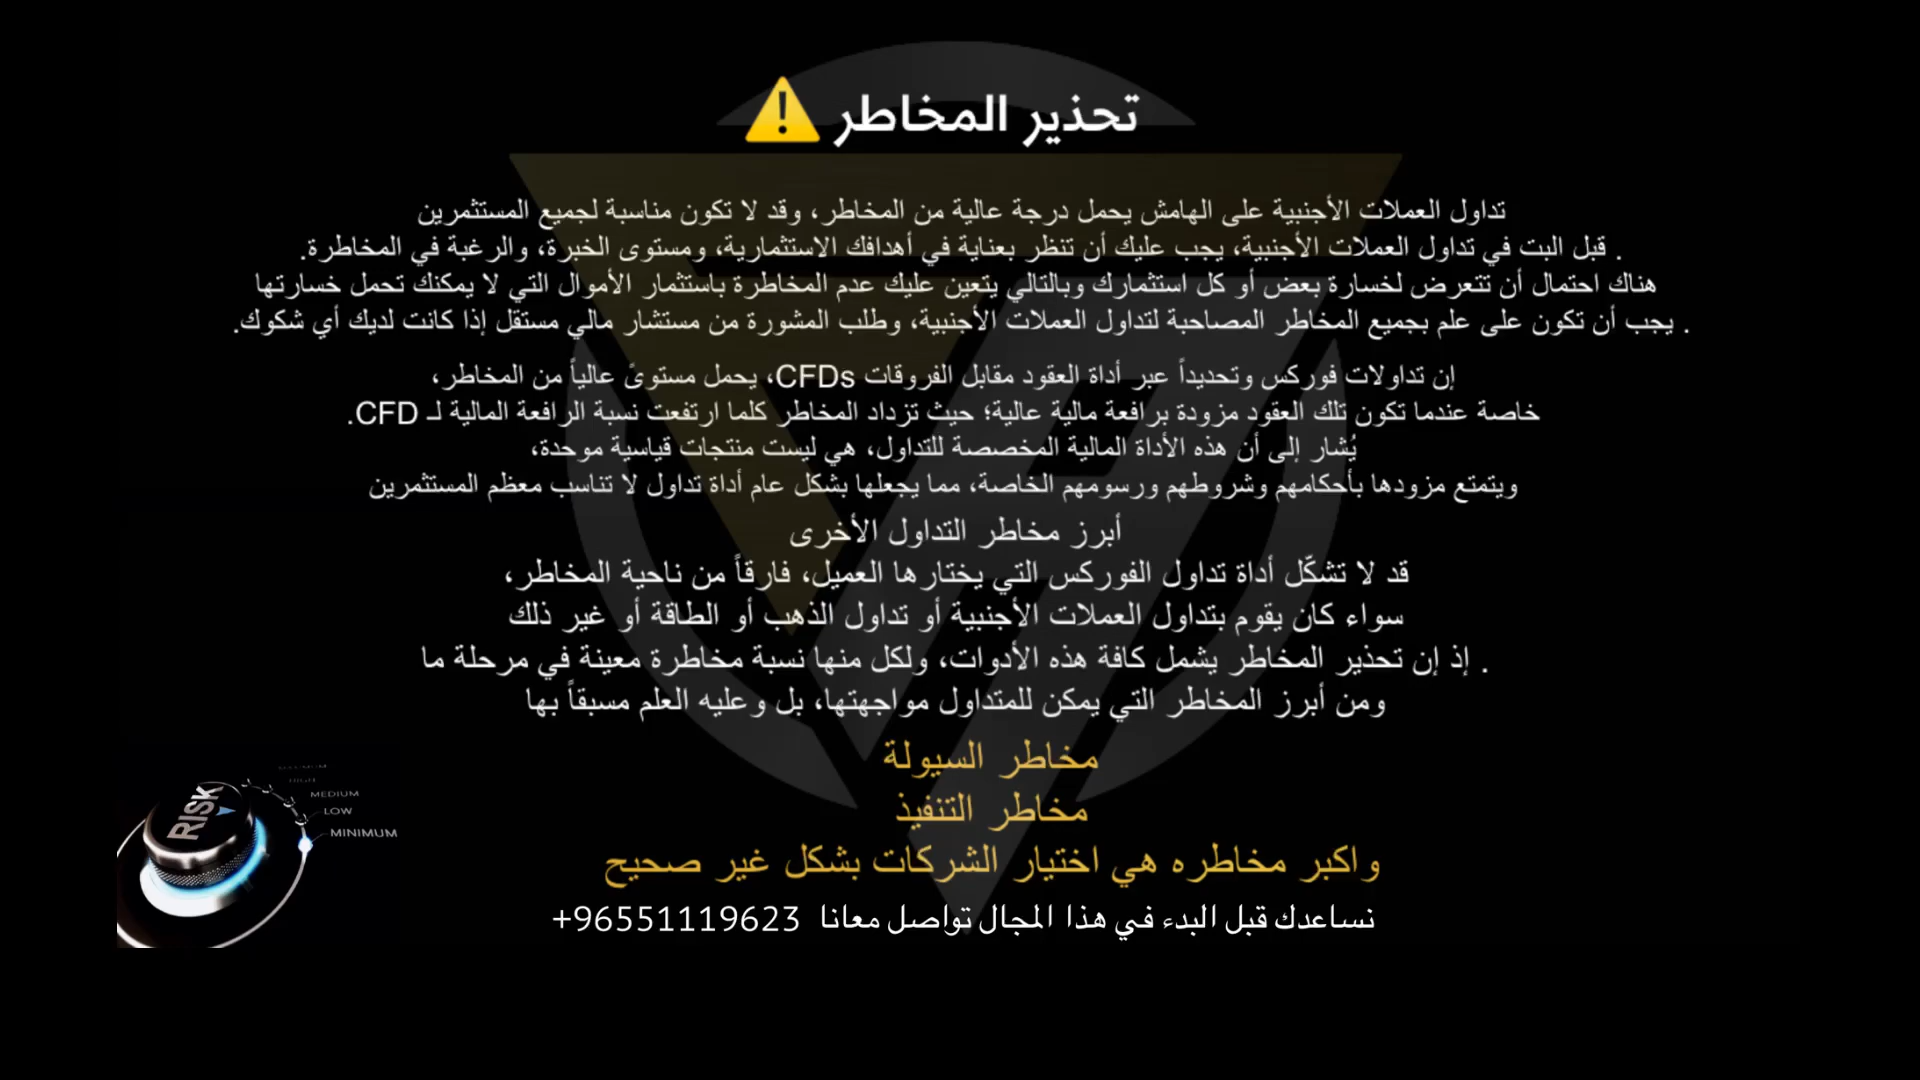 تحذير المخاطر
تداول العملات الأجنبية على الهامش يحمل درجة عالية من المخاطر، وقد لا تكون مناسبة لجميع المستثمرين
. قبل البت في تداول العملات الأجنبية، يجب عليك أن تنظر بعناية في أهدافك الاستثمارية، ومستوى الخبرة، والرغبة في المخاطرة.
هناك احتمال أن تتعرض لخسارة بعض أو كل استثمارك وبالتالي يتعين عليك عدم المخاطرة باستثمار الأموال التي لا يمكنك تحمل خسارتها
. يجب أن تكون على علم بجميع المخاطر المصاحبة لتداول العملات الأجنبية، وطلب المشورة من مستشار مالي مستقل إذا كانت لديك أي شكوك.
إن تداولات فوركس وتحديداً عبر أداة العقود مقابل الفروقات CFDs، يحمل مستوىً عالياً من المخاطر،
خاصة عندما تكون تلك العقود مزودة برافعة مالية عالية؛ حيث تزداد المخاطر كلما ارتفعت نسبة الرافعة المالية لـ CFD.
يُشار إلى أن هذه الأداة المالية المخصصة للتداول، هي ليست منتجات قياسية موحدة،
ويتمتع مزودها بأحكامهم وشروطهم ورسومهم الخاصة، مما يجعلها بشكل عام أداة تداول لا تناسب معظم المستثمرين
أبرز مخاطر التداول الأخرى
قد لا تشكّل أداة تداول الفوركس التي يختارها العميل، فارقاً من ناحية المخاطر،
سواء كان يقوم بتداول العملات الأجنبية أو تداول الذهب أو الطاقة أو غير ذلك
. إذ إن تحذير المخاطر يشمل كافة هذه الأدوات، ولكل منها نسبة مخاطرة معينة في مرحلة ما
ومن أبرز المخاطر التي يمكن للمتداول مواجهتها، بل وعليه العلم مسبقاً بها
مخاطر السيولة
مخاطر التنفيذ
واكبر مخاطره هي اختيار الشركات بشكل غير صحيح
نساعدك قبل البدء في هذا المجال تواصل معانا 96551119623+
RISK
MAXIMUM
HIGH
MEDIUM
LOW
MINIMUM